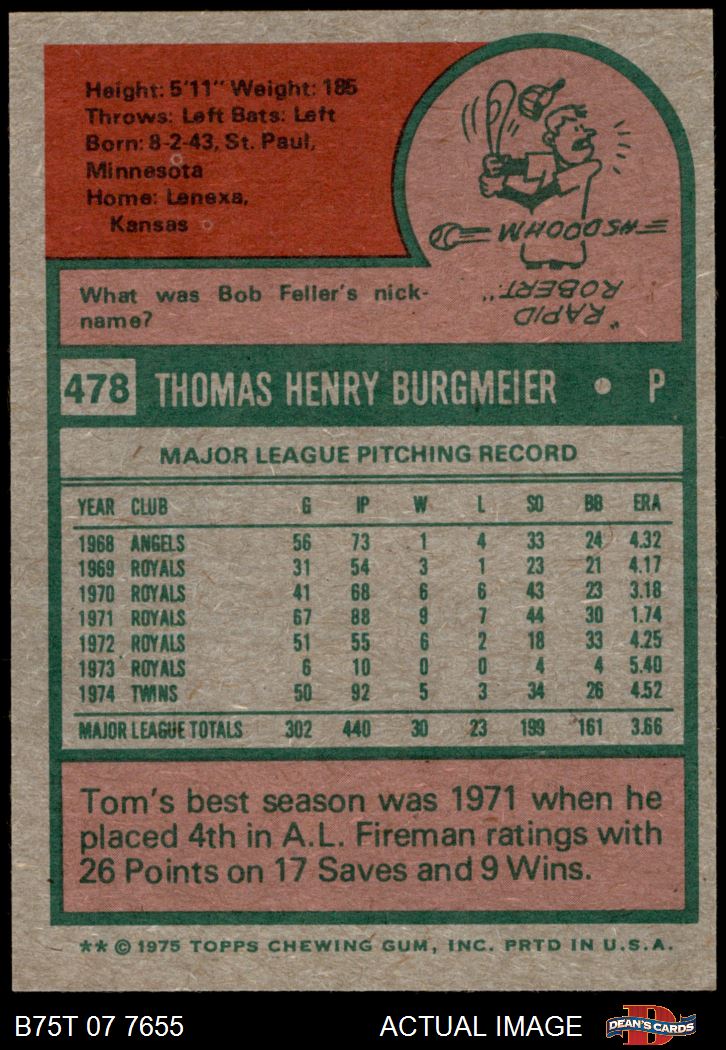 Height: 5'11" Weight: 185
Throws: Left Bats: Left
Born: 8-2-43, St. Paul,
Minnesota
Home: Lenexa,
Kansas
WHOOOSH
What was Bob Feller's nick-
name?
"RAPID
ROBERT"
478 THOMAS HENRY BURGMEIER • P
MAJOR LEAGUE PITCHING RECORD
YEAR CLUB G IP W L SO BB ERA
1968 ANGELS 56 73 1 4 33 24 4.32
1969 ROYALS 31 54 3 1 23 21 4.17
1970 ROYALS 41 68 6 6 43 23 3.18
1971 ROYALS 67 88 9 7 44 30 1.74
1972 ROYALS 51 55 6 2 18 33 4.25
1973 ROYALS 6 10 0 0 4 4 5.40
1974 TWINS 50 92 5 3 34 26 4.52
MAJOR LEAGUE TOTALS 302 440 30 23 199 161 3.66
Tom's best season was 1971 when he
placed 4th in A.L. Fireman ratings with
26 Points on 17 Saves and 9 Wins.
** © 1975 TOPPS CHEWING GUM, INC. PRTD IN U.S.A.
B75T 07 7655 ACTUAL IMAGE DEAN'S CARDS